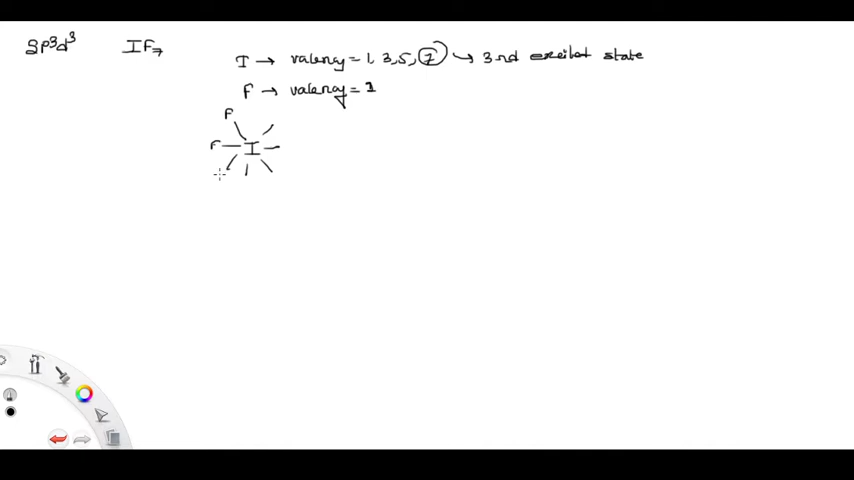 SP³d³ IF₇
I → valency = 1, 3, 5, 7 → 3rd excited state
F → valency = 1
F
F I